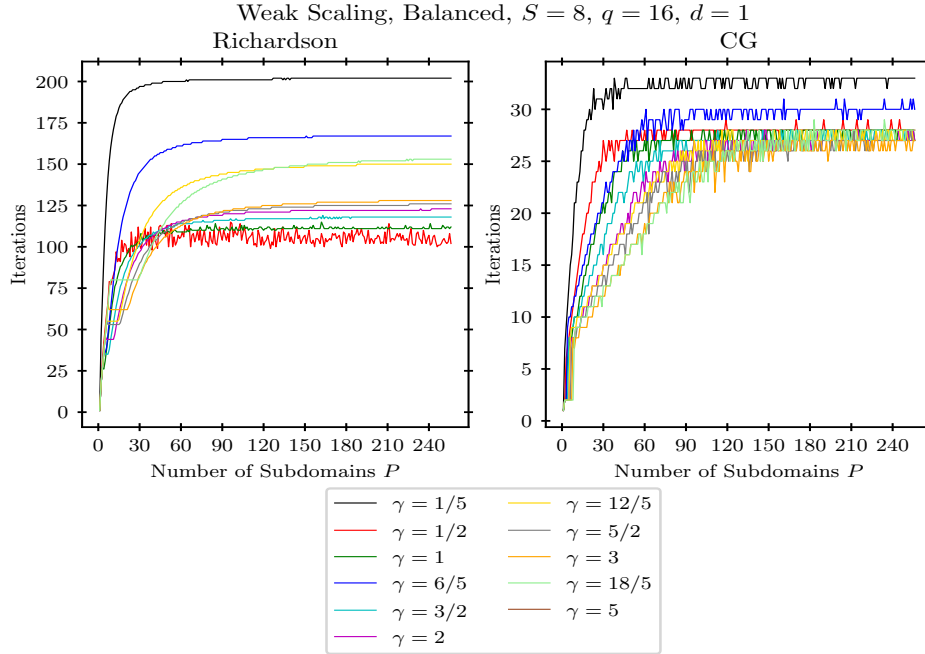 Weak Scaling, Balanced, S = 8, q = 16, d = 1
Richardson
CG
Iterations
200
175
150
125
100
75
50
25
0
0 30 60 90 120 150 180 210 240
Number of Subdomains P
Iterations
30
25
20
15
10
5
0
0 30 60 90 120 150 180 210 240
Number of Subdomains P
γ = 1/5
γ = 1/2
γ = 1
γ = 6/5
γ = 3/2
γ = 2
γ = 12/5
γ = 5/2
γ = 3
γ = 18/5
γ = 5